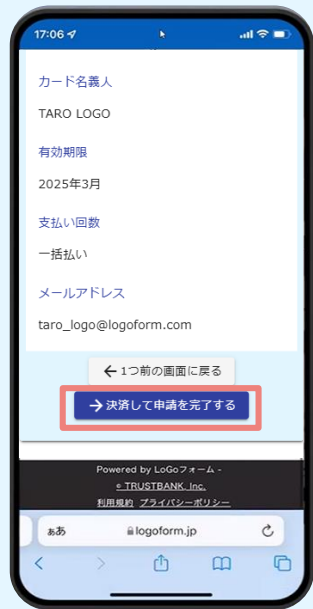 17:06
カード名義人
TARO LOGO
有効期限
2025年3月
支払い回数
一括払い
メールアドレス
taro_logo@logoform.com
← 1つ前の画面に戻る
→ 決済して申請を完了する
Powered by LoGoフォーム -
© TRUSTBANK, Inc.
利用規約 プライバシーポリシー
ぁあ logoform.jp